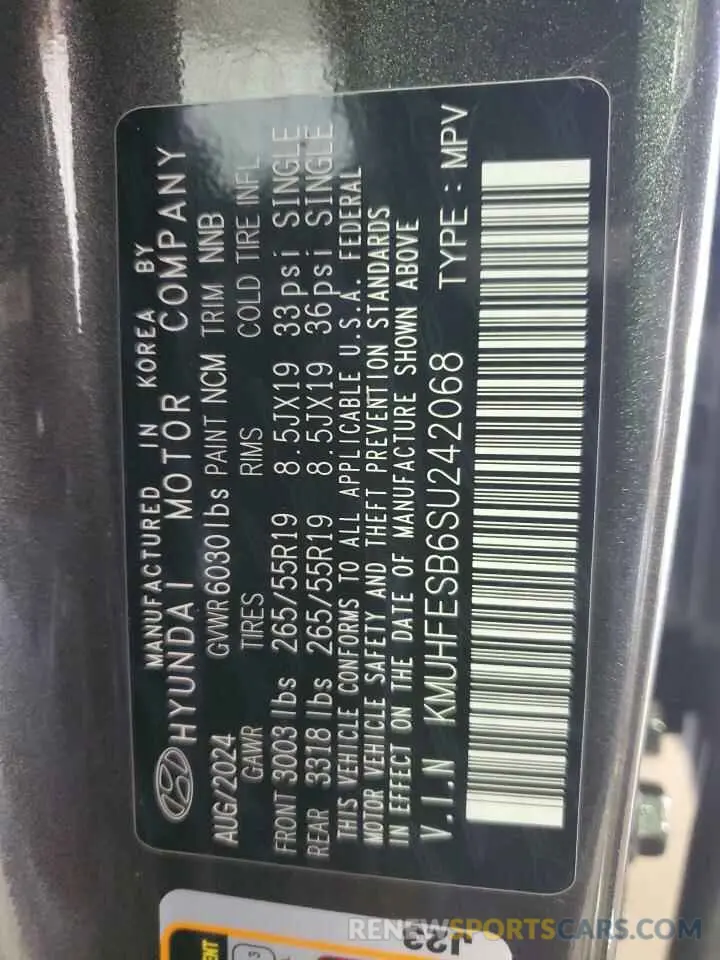 MANUFACTURED IN KOREA BY
HYUNDAI MOTOR COMPANY
AUG/2024 GVWR6030lbs PAINT NCM TRIM NNB
GAWR TIRES RIMS COLD TIRE INFL
FRONT 3003 lbs 265/55R19 8.5JX19 33psi SINGLE
REAR 3318 lbs 265/55R19 8.5JX19 36psi SINGLE
THIS VEHICLE CONFORMS TO ALL APPLICABLE U.S.A. FEDERAL
MOTOR VEHICLE SAFETY AND THEFT PREVENTION STANDARDS
IN EFFECT ON THE DATE OF MANUFACTURE SHOWN ABOVE
V.I.N KMUHFESB6SU242068 TYPE : MPV
RENEWSPORTSCARS.COM